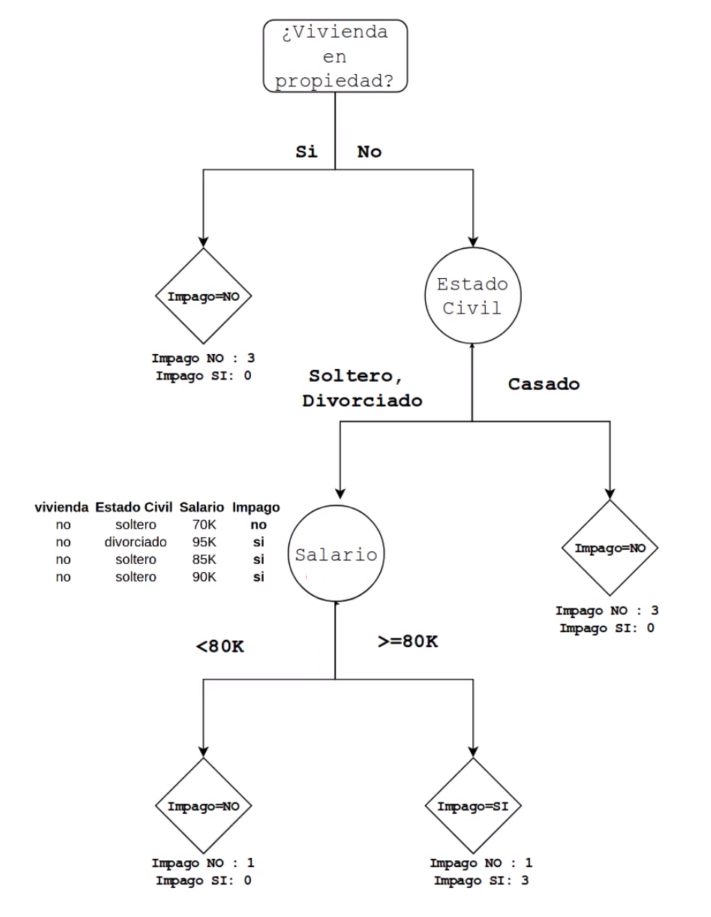 ¿Vivienda
en
propiedad?
Si No
Impago=NO
Impago NO : 3
Impago SI: 0
Estado
Civil
Soltero,
Divorciado
Casado
vivienda Estado Civil Salario Impago
no soltero 70K no
no divorciado 95K si
no soltero 85K si
no soltero 90K si
Salario
Impago=NO
Impago NO : 3
Impago SI: 0
<80K
>=80K
Impago=NO
Impago NO : 1
Impago SI: 0
Impago=SI
Impago NO : 1
Impago SI: 3